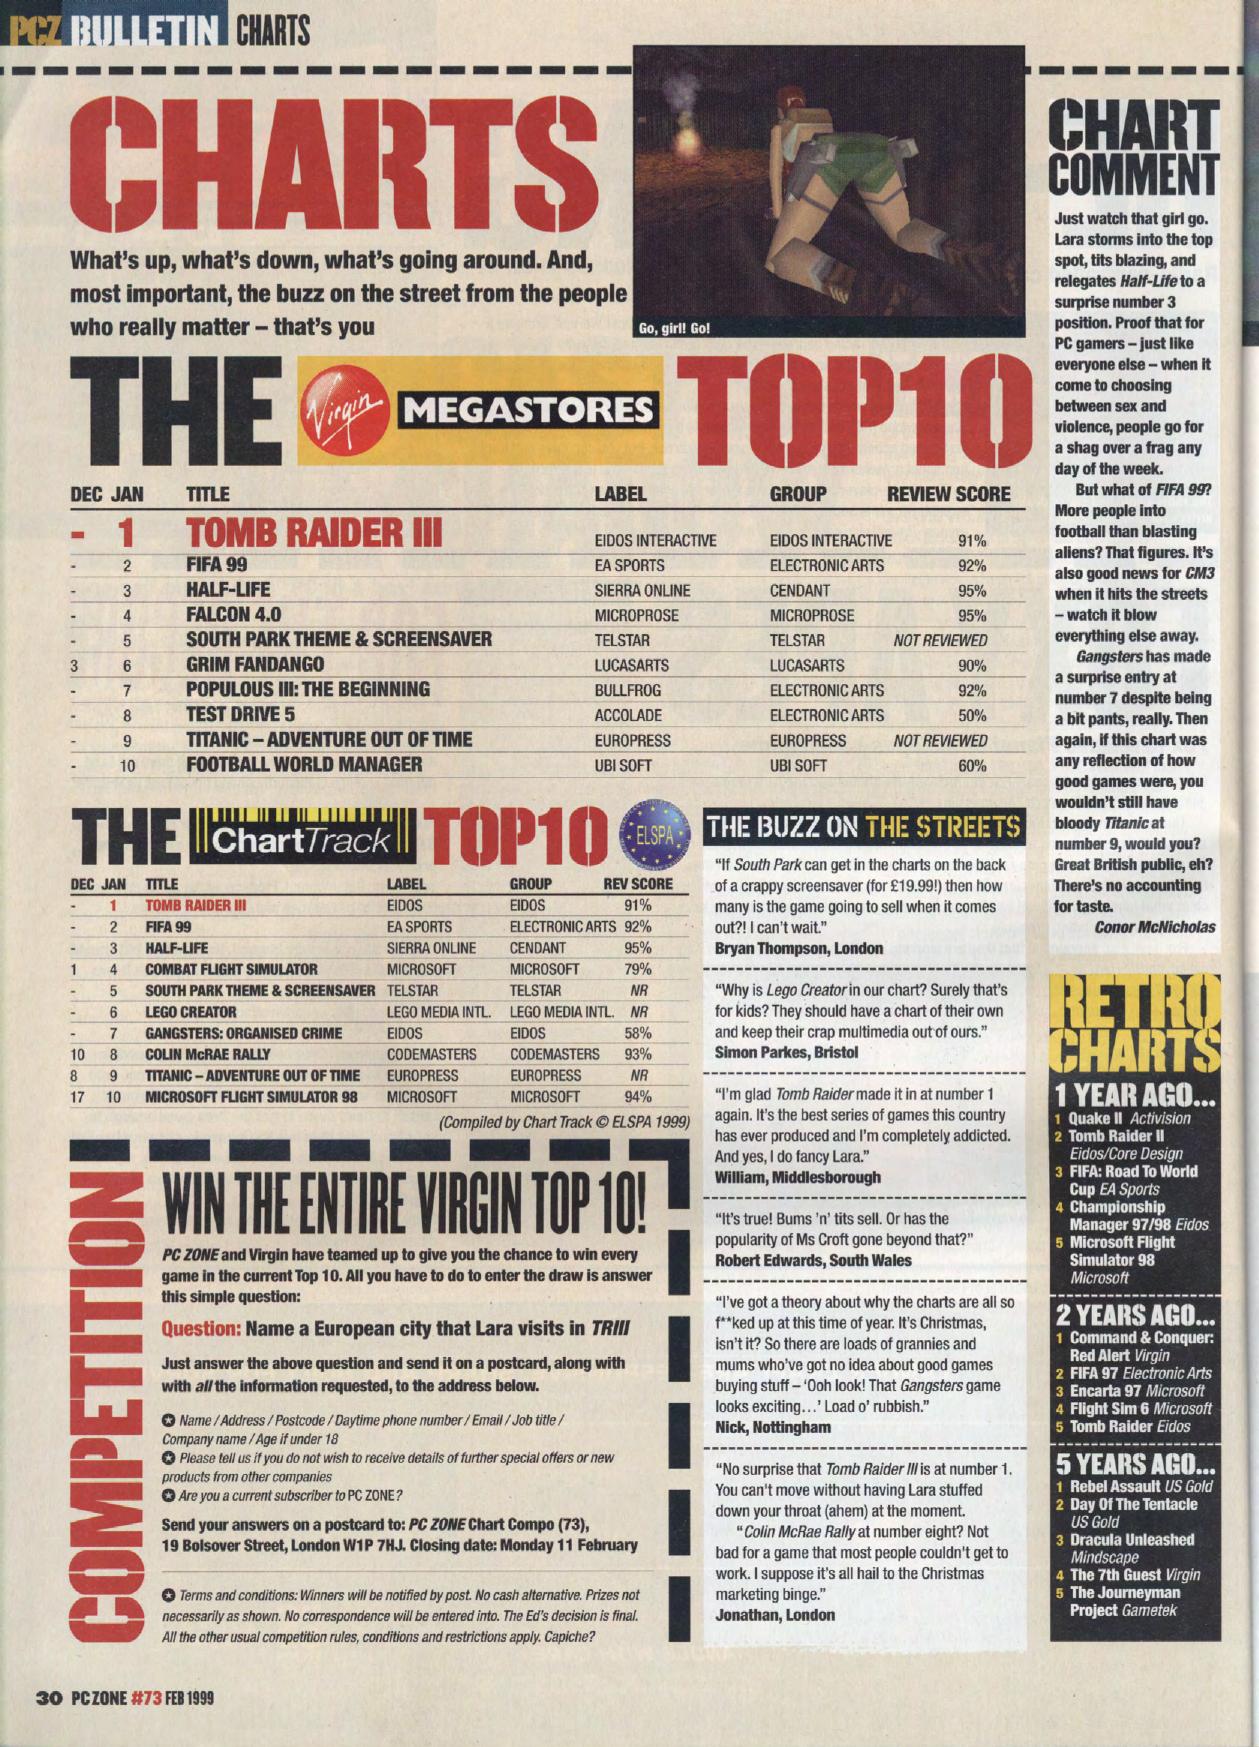 PCZ BULLETIN CHARTS
CHARTS
What's up, what's down, what's going around. And,
most important, the buzz on the street from the people
who really matter – that's you
Go, girl! Go!
THE Virgin MEGASTORES TOP10
DEC JAN TITLE LABEL GROUP REVIEW SCORE
- 1 TOMB RAIDER III EIDOS INTERACTIVE EIDOS INTERACTIVE 91%
- 2 FIFA 99 EA SPORTS ELECTRONIC ARTS 92%
- 3 HALF-LIFE SIERRA ONLINE CENDANT 95%
- 4 FALCON 4.0 MICROPROSE MICROPROSE 95%
- 5 SOUTH PARK THEME & SCREENSAVER TELSTAR TELSTAR NOT REVIEWED
3 6 GRIM FANDANGO LUCASARTS LUCASARTS 90%
- 7 POPULOUS III: THE BEGINNING BULLFROG ELECTRONIC ARTS 92%
- 8 TEST DRIVE 5 ACCOLADE ELECTRONIC ARTS 50%
- 9 TITANIC – ADVENTURE OUT OF TIME EUROPRESS EUROPRESS NOT REVIEWED
- 10 FOOTBALL WORLD MANAGER UBI SOFT UBI SOFT 60%
THE ChartTrack TOP10 ELSPA
DEC JAN TITLE LABEL GROUP REV SCORE
- 1 TOMB RAIDER III EIDOS EIDOS 91%
- 2 FIFA 99 EA SPORTS ELECTRONIC ARTS 92%
- 3 HALF-LIFE SIERRA ONLINE CENDANT 95%
1 4 COMBAT FLIGHT SIMULATOR MICROSOFT MICROSOFT 79%
- 5 SOUTH PARK THEME & SCREENSAVER TELSTAR TELSTAR NR
- 6 LEGO CREATOR LEGO MEDIA INTL. LEGO MEDIA INTL. NR
- 7 GANGSTERS: ORGANISED CRIME EIDOS EIDOS 58%
10 8 COLIN McRAE RALLY CODEMASTERS CODEMASTERS 93%
8 9 TITANIC – ADVENTURE OUT OF TIME EUROPRESS EUROPRESS NR
17 10 MICROSOFT FLIGHT SIMULATOR 98 MICROSOFT MICROSOFT 94%
(Compiled by Chart Track © ELSPA 1999)
COMPETITION
WIN THE ENTIRE VIRGIN TOP 10!
PC ZONE and Virgin have teamed up to give you the chance to win every
game in the current Top 10. All you have to do to enter the draw is answer
this simple question:
Question: Name a European city that Lara visits in TRIII
Just answer the above question and send it on a postcard, along with
with all the information requested, to the address below.
Name / Address / Postcode / Daytime phone number / Email / Job title /
Company name / Age if under 18
Please tell us if you do not wish to receive details of further special offers or new
products from other companies
Are you a current subscriber to PC ZONE?
Send your answers on a postcard to: PC ZONE Chart Compo (73),
19 Bolsover Street, London W1P 7HJ. Closing date: Monday 11 February
Terms and conditions: Winners will be notified by post. No cash alternative. Prizes not
necessarily as shown. No correspondence will be entered into. The Ed's decision is final.
All the other usual competition rules, conditions and restrictions apply. Capiche?
THE BUZZ ON THE STREETS
"If South Park can get in the charts on the back
of a crappy screensaver (for £19.99!) then how
many is the game going to sell when it comes
out?! I can't wait."
Bryan Thompson, London
"Why is Lego Creator in our chart? Surely that's
for kids? They should have a chart of their own
and keep their crap multimedia out of ours."
Simon Parkes, Bristol
"I'm glad Tomb Raider made it in at number 1
again. It's the best series of games this country
has ever produced and I'm completely addicted.
And yes, I do fancy Lara."
William, Middlesborough
"It's true! Bums 'n' tits sell. Or has the
popularity of Ms Croft gone beyond that?"
Robert Edwards, South Wales
"I've got a theory about why the charts are all so
f**ked up at this time of year. It's Christmas,
isn't it? So there are loads of grannies and
mums who've got no idea about good games
buying stuff – 'Ooh look! That Gangsters game
looks exciting...' Load o' rubbish."
Nick, Nottingham
"No surprise that Tomb Raider III is at number 1.
You can't move without having Lara stuffed
down your throat (ahem) at the moment.
"Colin McRae Rally at number eight? Not
bad for a game that most people couldn't get to
work. I suppose it's all hail to the Christmas
marketing binge."
Jonathan, London
CHART
COMMENT
Just watch that girl go.
Lara storms into the top
spot, tits blazing, and
relegates Half-Life to a
surprise number 3
position. Proof that for
PC gamers – just like
everyone else – when it
come to choosing
between sex and
violence, people go for
a shag over a frag any
day of the week.
But what of FIFA 99?
More people into
football than blasting
aliens? That figures. It's
also good news for CM3
when it hits the streets
– watch it blow
everything else away.
Gangsters has made
a surprise entry at
number 7 despite being
a bit pants, really. Then
again, if this chart was
any reflection of how
good games were, you
wouldn't still have
bloody Titanic at
number 9, would you?
Great British public, eh?
There's no accounting
for taste.
Conor McNicholas
RETRO
CHARTS
1 YEAR AGO...
1 Quake II Activision
2 Tomb Raider II
Eidos/Core Design
3 FIFA: Road To World
Cup EA Sports
4 Championship
Manager 97/98 Eidos
5 Microsoft Flight
Simulator 98
Microsoft
2 YEARS AGO...
1 Command & Conquer:
Red Alert Virgin
2 FIFA 97 Electronic Arts
3 Encarta 97 Microsoft
4 Flight Sim 6 Microsoft
5 Tomb Raider Eidos
5 YEARS AGO...
1 Rebel Assault US Gold
2 Day Of The Tentacle
US Gold
3 Dracula Unleashed
Mindscape
4 The 7th Guest Virgin
5 The Journeyman
Project Gametek
30 PC ZONE #73 FEB 1999